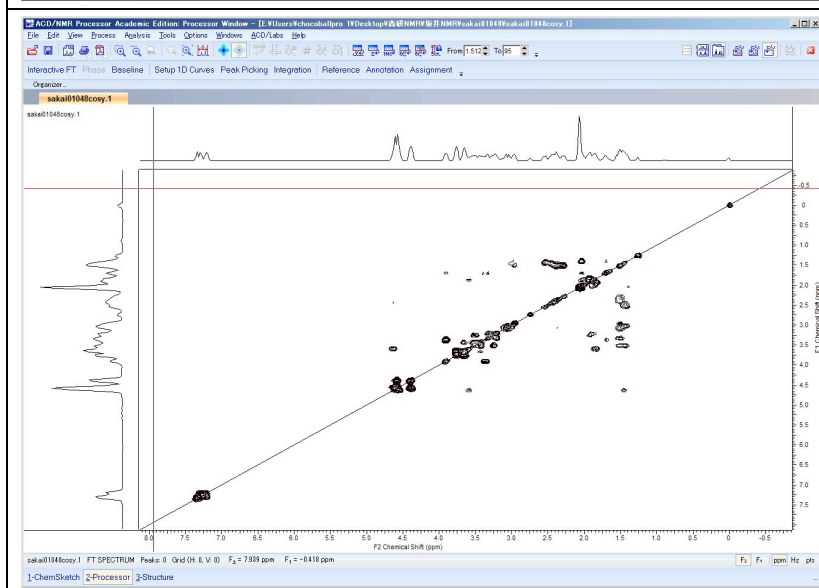 ACD/NMR Processor Academic Edition: Processor Window - [E:¥Users¥chocoballpro 1¥Desktop¥森研NMR¥坂井NMR¥sakai01048¥sakai01048cosy.1]
File Edit View Process Analysis Tools Options Windows ACD/Labs Help
From 1.512 To 95
Interactive FT Phase Baseline Setup 1D Curves Peak Picking Integration Reference Annotation Assignment
Organizer...
sakai01048cosy.1
sakai01048cosy.1
-0.5
0
0.5
1.0
1.5
2.0
2.5
3.0
3.5
4.0
4.5
5.0
5.5
6.0
6.5
7.0
7.5
F1 Chemical Shift (ppm)
8.0 7.5 7.0 6.5 6.0 5.5 5.0 4.5 4.0 3.5 3.0 2.5 2.0 1.5 1.0 0.5 0 -0.5
F2 Chemical Shift (ppm)
sakai01048cosy.1 FT SPECTRUM Peaks: 0 Grid (H: 0, V: 0) F2 = 7.939 ppm F1 = -0.418 ppm F2 F1 ppm Hz pts
1-ChemSketch 2-Processor 3-Structure